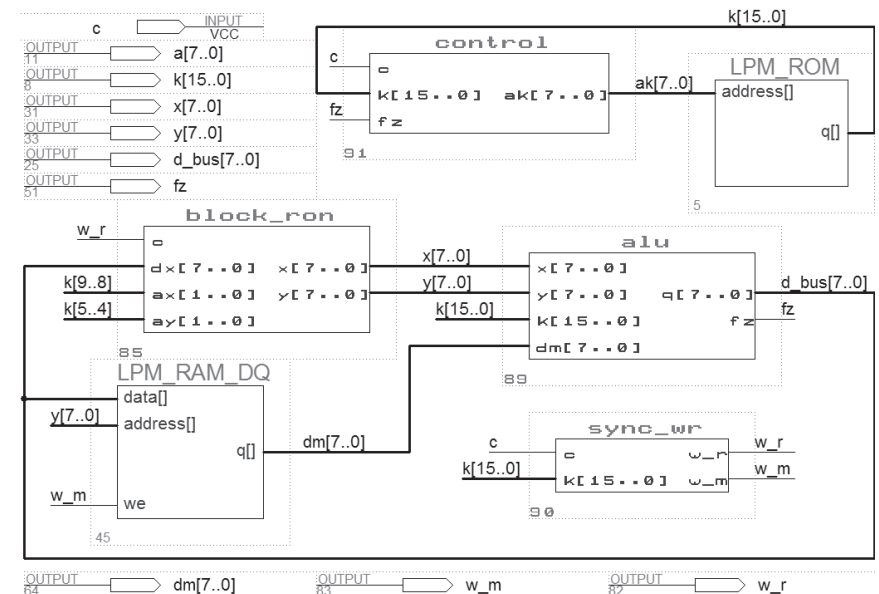 c INPUT
VCC
OUTPUT 11 a[7..0]
OUTPUT 8 k[15..0]
OUTPUT 31 x[7..0]
OUTPUT 33 y[7..0]
OUTPUT 25 d_bus[7..0]
OUTPUT 51 fz
k[15..0]
control
c
c
k[15..0] ak[7..0]
fz
fz
91
ak[7..0]
LPM_ROM
address[]
q[]
5
block_ron
w_r
c
dx[7..0] x[7..0]
k[9..8]
ax[1..0] y[7..0]
k[5..4]
ay[1..0]
85
x[7..0]
y[7..0]
k[15..0]
alu
x[7..0]
y[7..0] q[7..0]
k[15..0] fz
dm[7..0]
89
d_bus[7..0]
fz
LPM_RAM_DQ
data[]
y[7..0]
address[]
q[]
dm[7..0]
w_m
we
45
sync_wr
c
c w_r
w_r
k[15..0]
k[15..0] w_m
w_m
90
OUTPUT 64 dm[7..0]
OUTPUT 83 w_m
OUTPUT 82 w_r